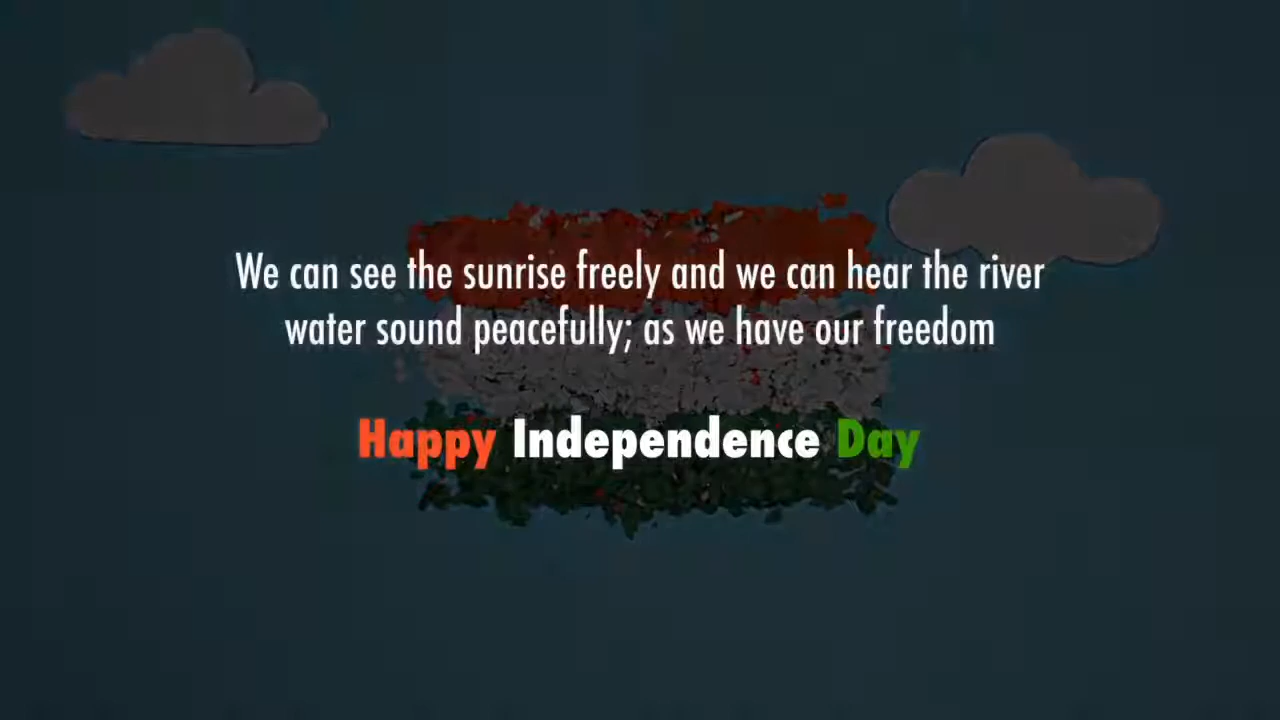 We can see the sunrise freely and we can hear the river
water sound peacefully; as we have our freedom
Happy Independence Day